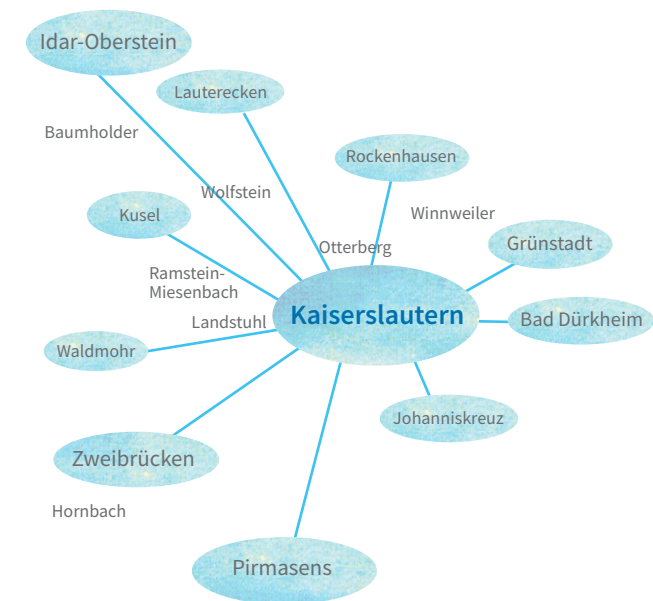 Idar-Oberstein
Lauterecken
Baumholder
Rockenhausen
Wolfstein
Kusel
Winnweiler
Otterberg
Grünstadt
Ramstein-
Miesenbach
Kaiserslautern
Landstuhl
Bad Dürkheim
Waldmohr
Johanniskreuz
Zweibrücken
Hornbach
Pirmasens